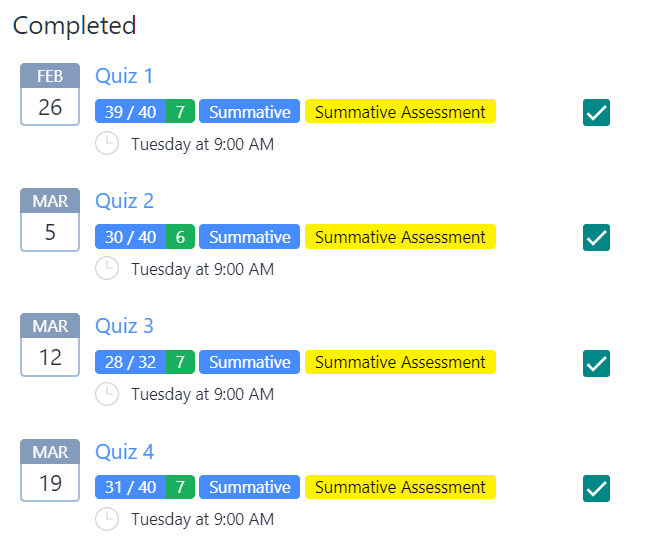 Completed
FEB
26
Quiz 1
39 / 40 7 Summative Summative Assessment
Tuesday at 9:00 AM
MAR
5
Quiz 2
30 / 40 6 Summative Summative Assessment
Tuesday at 9:00 AM
MAR
12
Quiz 3
28 / 32 7 Summative Summative Assessment
Tuesday at 9:00 AM
MAR
19
Quiz 4
31 / 40 7 Summative Summative Assessment
Tuesday at 9:00 AM